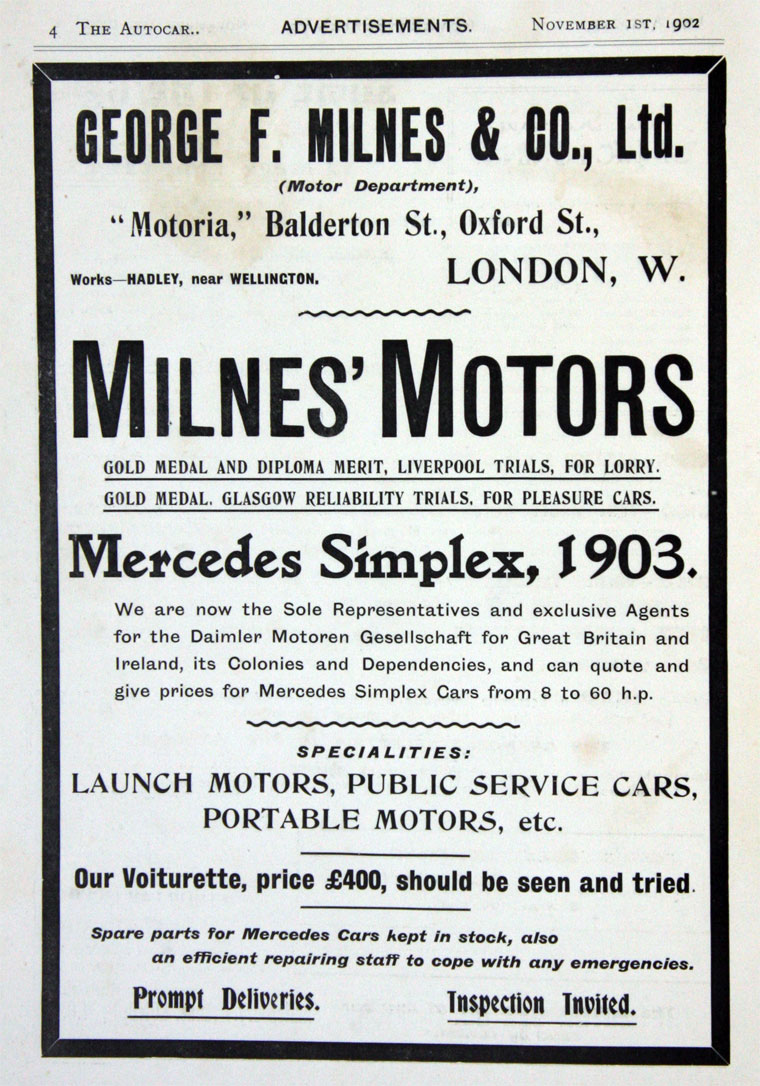 4 THE AUTOCAR.. ADVERTISEMENTS. NOVEMBER 1ST, 1902
GEORGE F. MILNES & CO., Ltd.
(Motor Department),
"Motoria," Balderton St., Oxford St.,
Works—HADLEY, near WELLINGTON. LONDON, W.
MILNES' MOTORS
GOLD MEDAL AND DIPLOMA MERIT, LIVERPOOL TRIALS, FOR LORRY.
GOLD MEDAL, GLASGOW RELIABILITY TRIALS, FOR PLEASURE CARS.
Mercedes Simplex, 1903.
We are now the Sole Representatives and exclusive Agents
for the Daimler Motoren Gesellschaft for Great Britain and
Ireland, its Colonies and Dependencies, and can quote and
give prices for Mercedes Simplex Cars from 8 to 60 h.p.
SPECIALITIES:
LAUNCH MOTORS, PUBLIC SERVICE CARS,
PORTABLE MOTORS, etc.
Our Voiturette, price £400, should be seen and tried.
Spare parts for Mercedes Cars kept in stock, also
an efficient repairing staff to cope with any emergencies.
Prompt Deliveries. Inspection Invited.